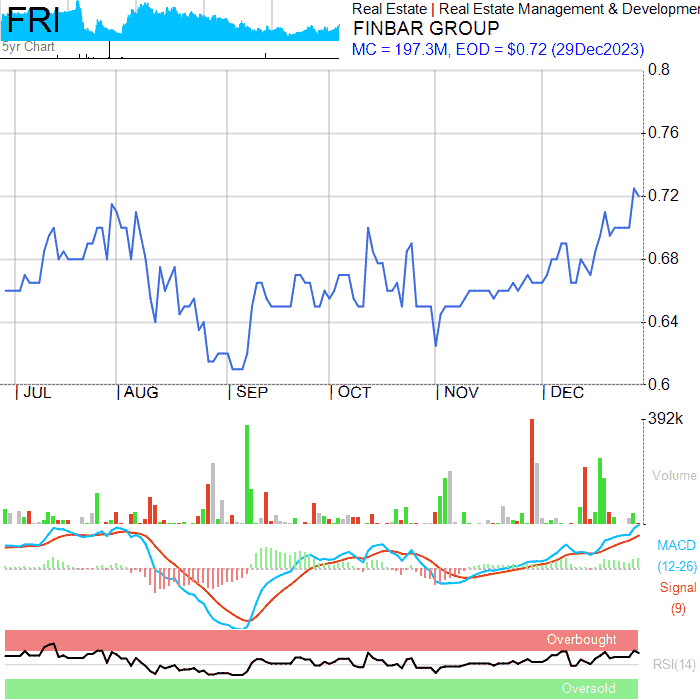 FRI
5yr Chart
Real Estate | Real Estate Management & Developmen
FINBAR GROUP
MC = 197.3M, EOD = $0.72 (29Dec2023)
0.8
0.76
0.72
0.68
0.64
0.6
JUL AUG SEP OCT NOV DEC
392k
Volume
MACD
(12-26)
Signal
(9)
Overbought
RSI(14)
Oversold